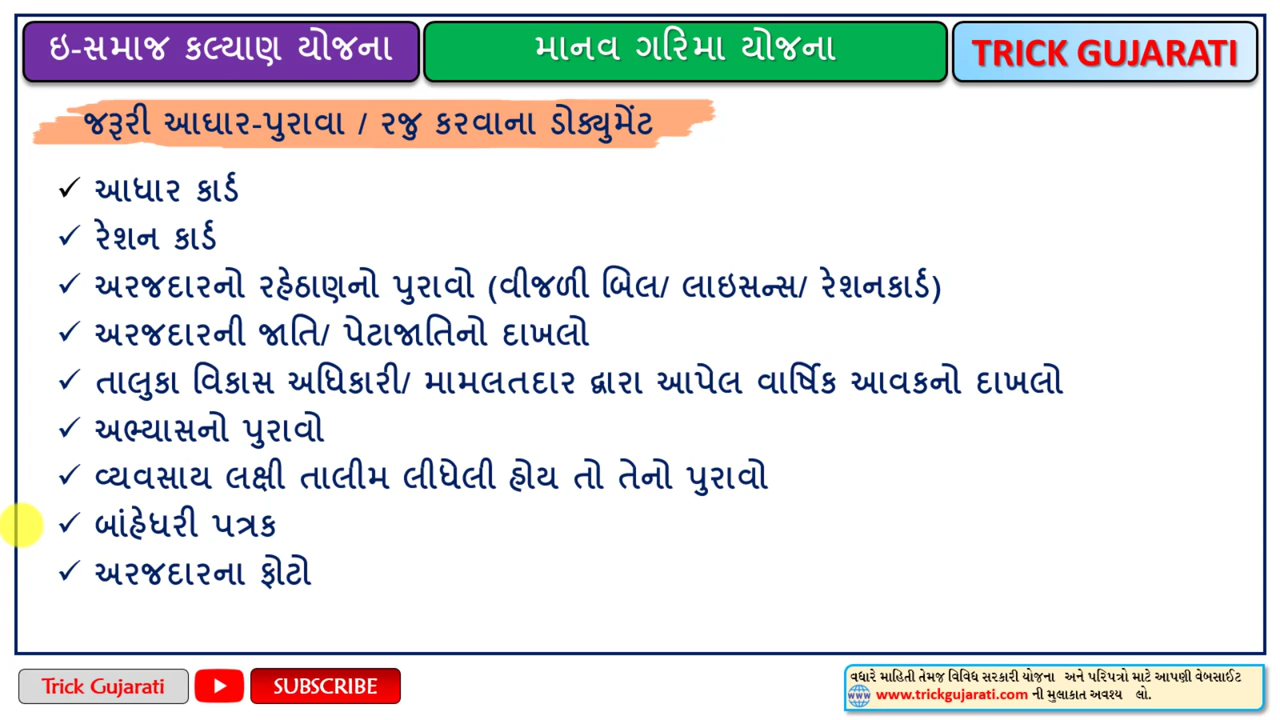 ઇ-સમાજ કલ્યાણ યોજના
માનવ ગરિમા યોજના
TRICK GUJARATI
જરૂરી આધાર-પુરાવા / રજુ કરવાના ડોક્યુમેંટ
✓ આધાર કાર્ડ
✓ રેશન કાર્ડ
✓ અરજદારનો રહેઠાણનો પુરાવો (વીજળી બિલ/ લાઇસન્સ/ રેશનકાર્ડ)
✓ અરજદારની જાતિ/ પેટાજાતિનો દાખલો
✓ તાલુકા વિકાસ અધિકારી/ મામલતદાર દ્વારા આપેલ વાર્ષિક આવકનો દાખલો
✓ અભ્યાસનો પુરાવો
✓ વ્યવસાય લક્ષી તાલીમ લીધેલી હોય તો તેનો પુરાવો
✓ બાંહેધરી પત્રક
✓ અરજદારના ફોટો
Trick Gujarati
SUBSCRIBE
વધારે માહિતી તેમજ વિવિધ સરકારી યોજના અને પરિપત્રો માટે આપણી વેબસાઈટ
www.trickgujarati.com ની મુલાકાત અવશ્ય લો.